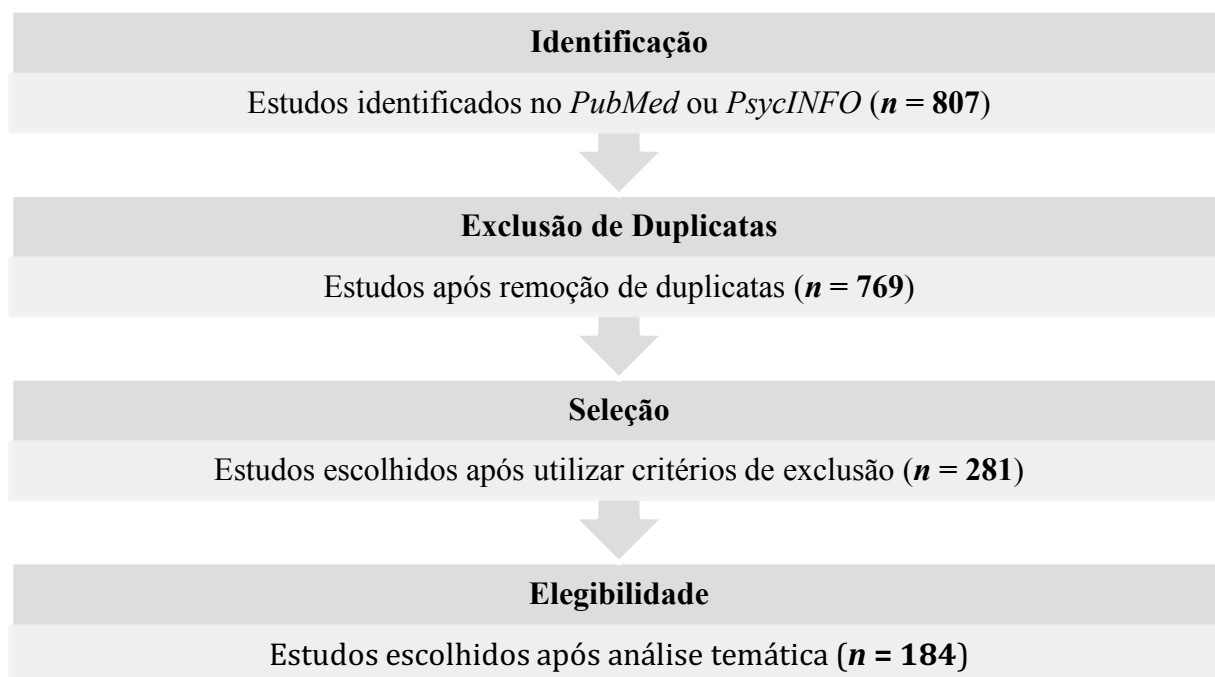 Identificação
Estudos identificados no PubMed ou PsycINFO (n = 807)
Exclusão de Duplicatas
Estudos após remoção de duplicatas (n = 769)
Seleção
Estudos escolhidos após utilizar critérios de exclusão (n = 281)
Elegibilidade
Estudos escolhidos após análise temática (n = 184)